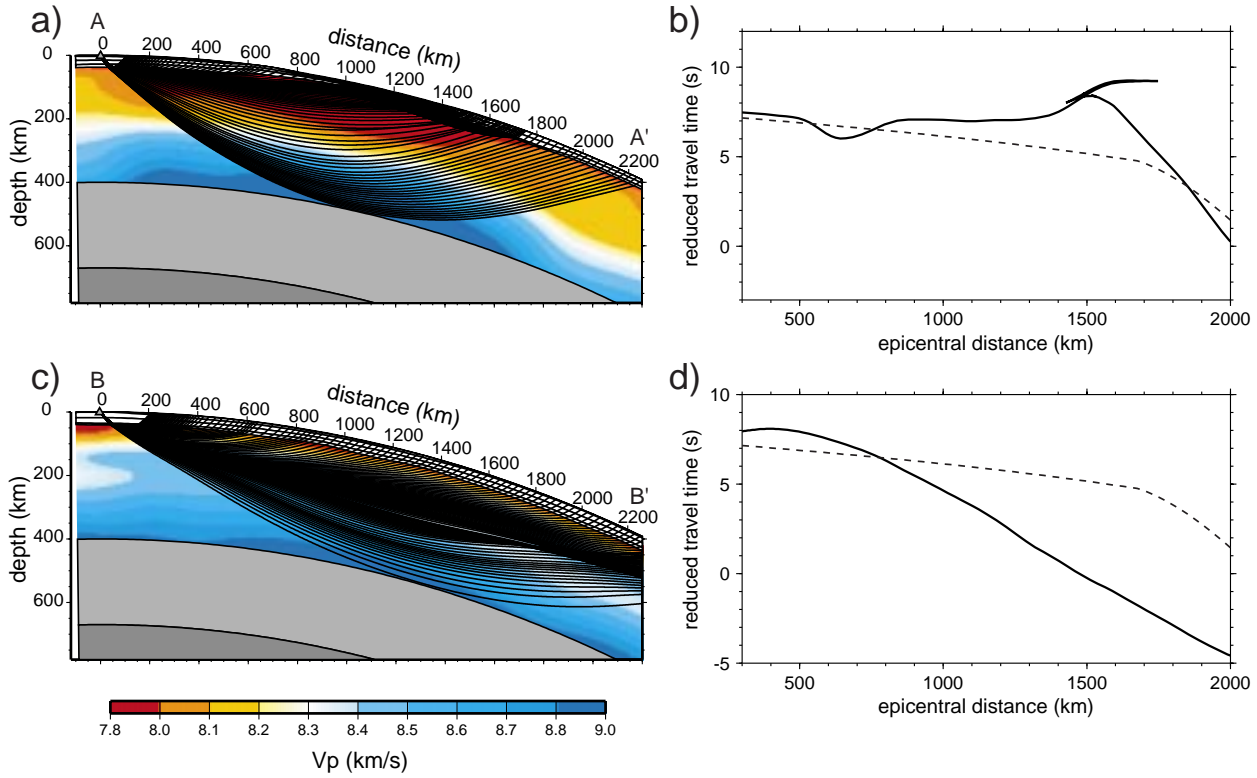 a)
A
distance (km)
0 200 400 600 800 1000 1200 1400 1600 1800 2000 2200
A'
depth (km)
0
200
400
600
b)
reduced travel time (s)
10
5
0
500 1000 1500 2000
epicentral distance (km)
c)
B
distance (km)
0 200 400 600 800 1000 1200 1400 1600 1800 2000 2200
B'
depth (km)
0
200
400
600
d)
reduced travel time (s)
10
5
0
-5
500 1000 1500 2000
epicentral distance (km)
7.8 8.0 8.1 8.2 8.3 8.4 8.5 8.6 8.7 8.8 9.0
Vp (km/s)